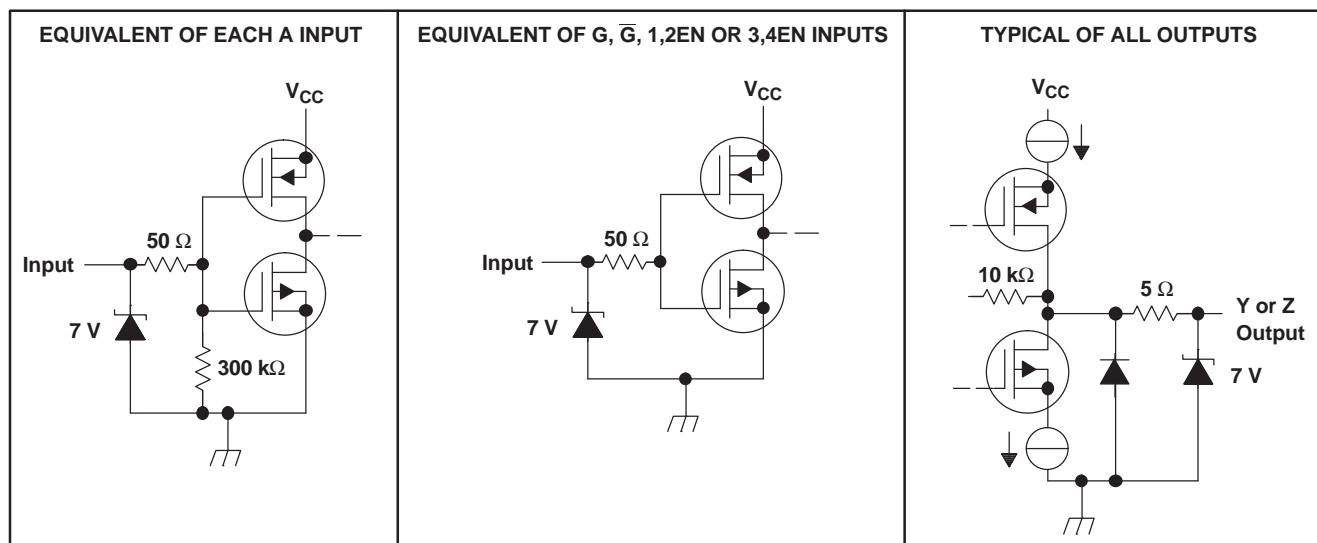 EQUIVALENT OF EACH A INPUT
VCC
50 Ω
Input
7 V
300 kΩ
EQUIVALENT OF G, G̅, 1,2EN OR 3,4EN INPUTS
VCC
50 Ω
Input
7 V
TYPICAL OF ALL OUTPUTS
VCC
10 kΩ
5 Ω
Y or Z
Output
7 V